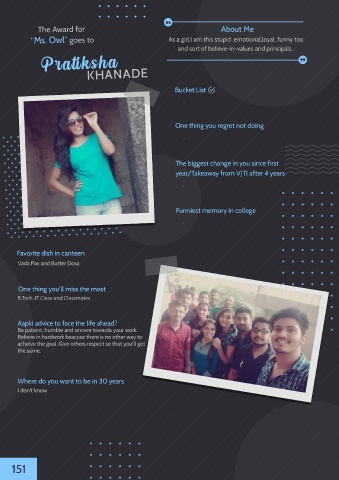 The Award for
"Ms. Owl" goes to
Pratiksha
KHANADE
About Me
As a girl,I am this stupid ,emotional,loyal ,funny too
and sort of believe-in-values and principals .
Bucket List
One thing you regret not doing
The biggest change in you since first
year/Takeaway from VJTI after 4 years
Funniest memory in college
Favorite dish in canteen
Vada Pav and Butter Dosa
One thing you'll miss the most
B.Tech IT Class and Classmates
Aapki advice to face the life ahead?
Be patient ,humble and sincere towards your work.
Believe in hardwork beacuse there is no other way to
acheive the goal .Give others respect so that you'll get
the same.
Where do you want to be in 30 years
I don't know
151